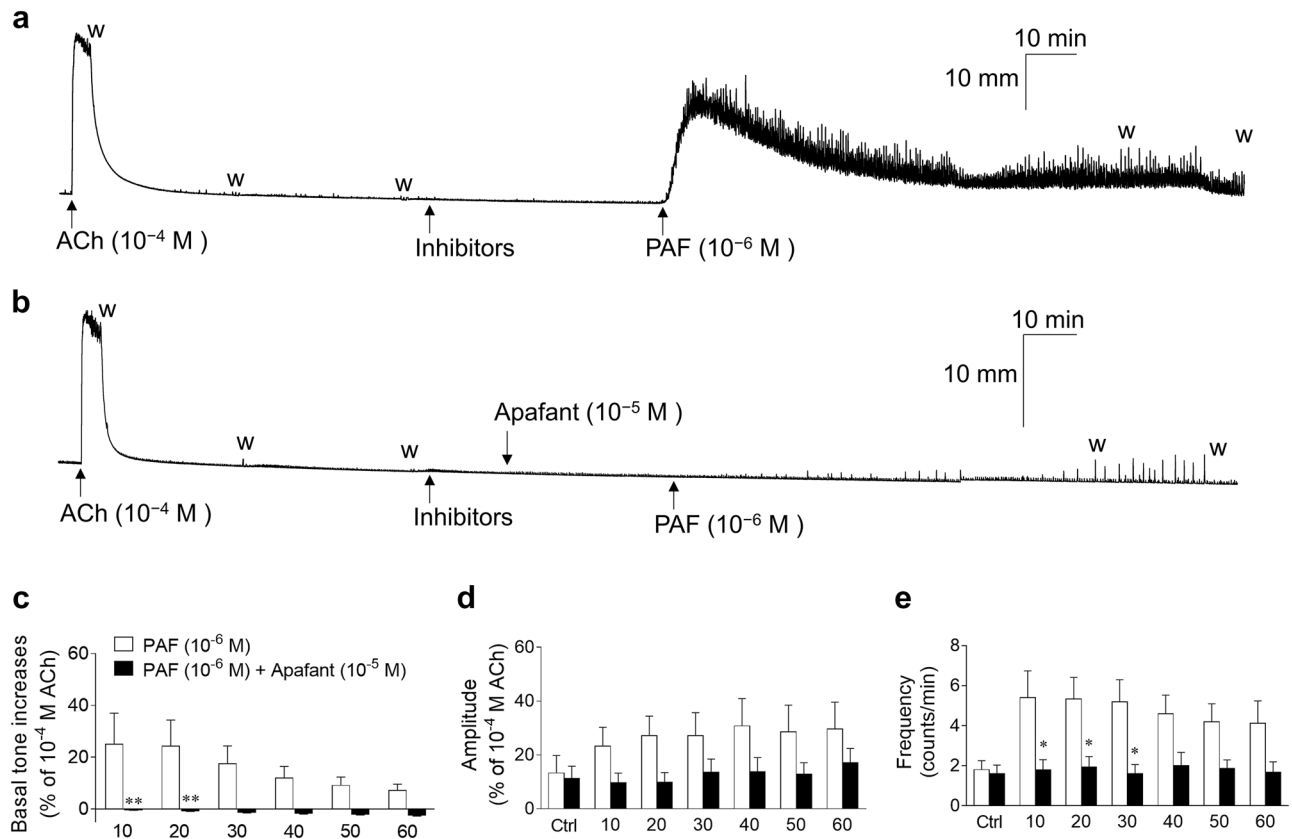 a
w
w
w
w
w
10 min
10 mm
ACh (10⁻⁴ M )
Inhibitors
PAF (10⁻⁶ M)
b
w
w
w
w
w
10 min
10 mm
Apafant (10⁻⁵ M )
ACh (10⁻⁴ M )
Inhibitors
PAF (10⁻⁶ M )
c
Basal tone increases
(% of 10⁻⁴ M ACh)
PAF (10⁻⁶ M)
PAF (10⁻⁶ M) + Apafant (10⁻⁵ M)
60
40
20
0
**
**
10 20 30 40 50 60
d
Amplitude
(% of 10⁻⁴ M ACh)
60
40
20
0
Ctrl 10 20 30 40 50 60
e
Frequency
(counts/min)
8
6
4
2
0
*
*
*
Ctrl 10 20 30 40 50 60